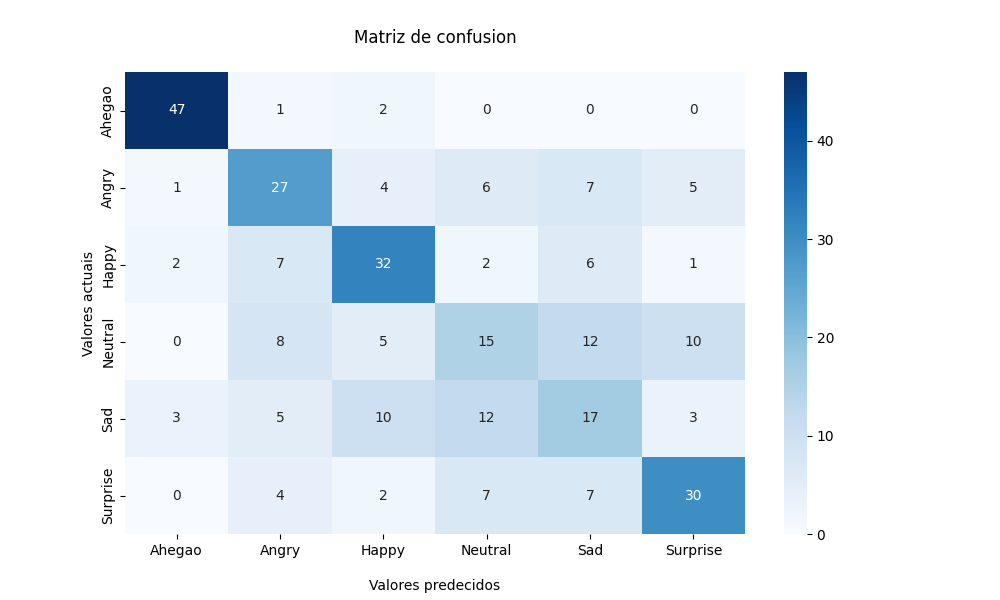 Matriz de confusion
Valores actuais
Ahegao 47 1 2 0 0 0
Angry 1 27 4 6 7 5
Happy 2 7 32 2 6 1
Neutral 0 8 5 15 12 10
Sad 3 5 10 12 17 3
Surprise 0 4 2 7 7 30
Ahegao Angry Happy Neutral Sad Surprise
Valores predecidos
40
30
20
10
0